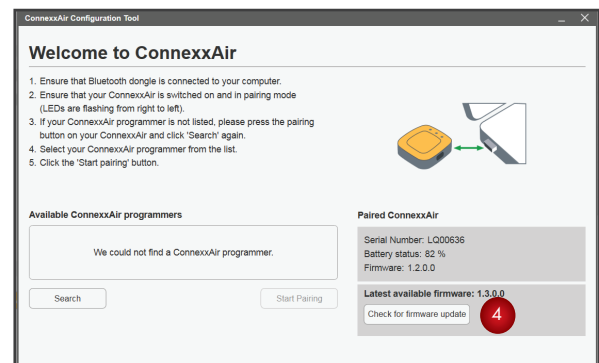 ConnexxAir Configuration Tool
Welcome to ConnexxAir
1. Ensure that Bluetooth dongle is connected to your computer.
2. Ensure that your ConnexxAir is switched on and in pairing mode
(LEDs are flashing from right to left).
3. If your ConnexxAir programmer is not listed, please press the pairing
button on your ConnexxAir and click 'Search' again.
4. Select your ConnexxAir programmer from the list.
5. Click the 'Start pairing' button.
Available ConnexxAir programmers
We could not find a ConnexxAir programmer.
Search
Start Pairing
Paired ConnexxAir
Serial Number: LQ00636
Battery status: 82 %
Firmware: 1.2.0.0
Latest available firmware: 1.3.0.0
Check for firmware update
4